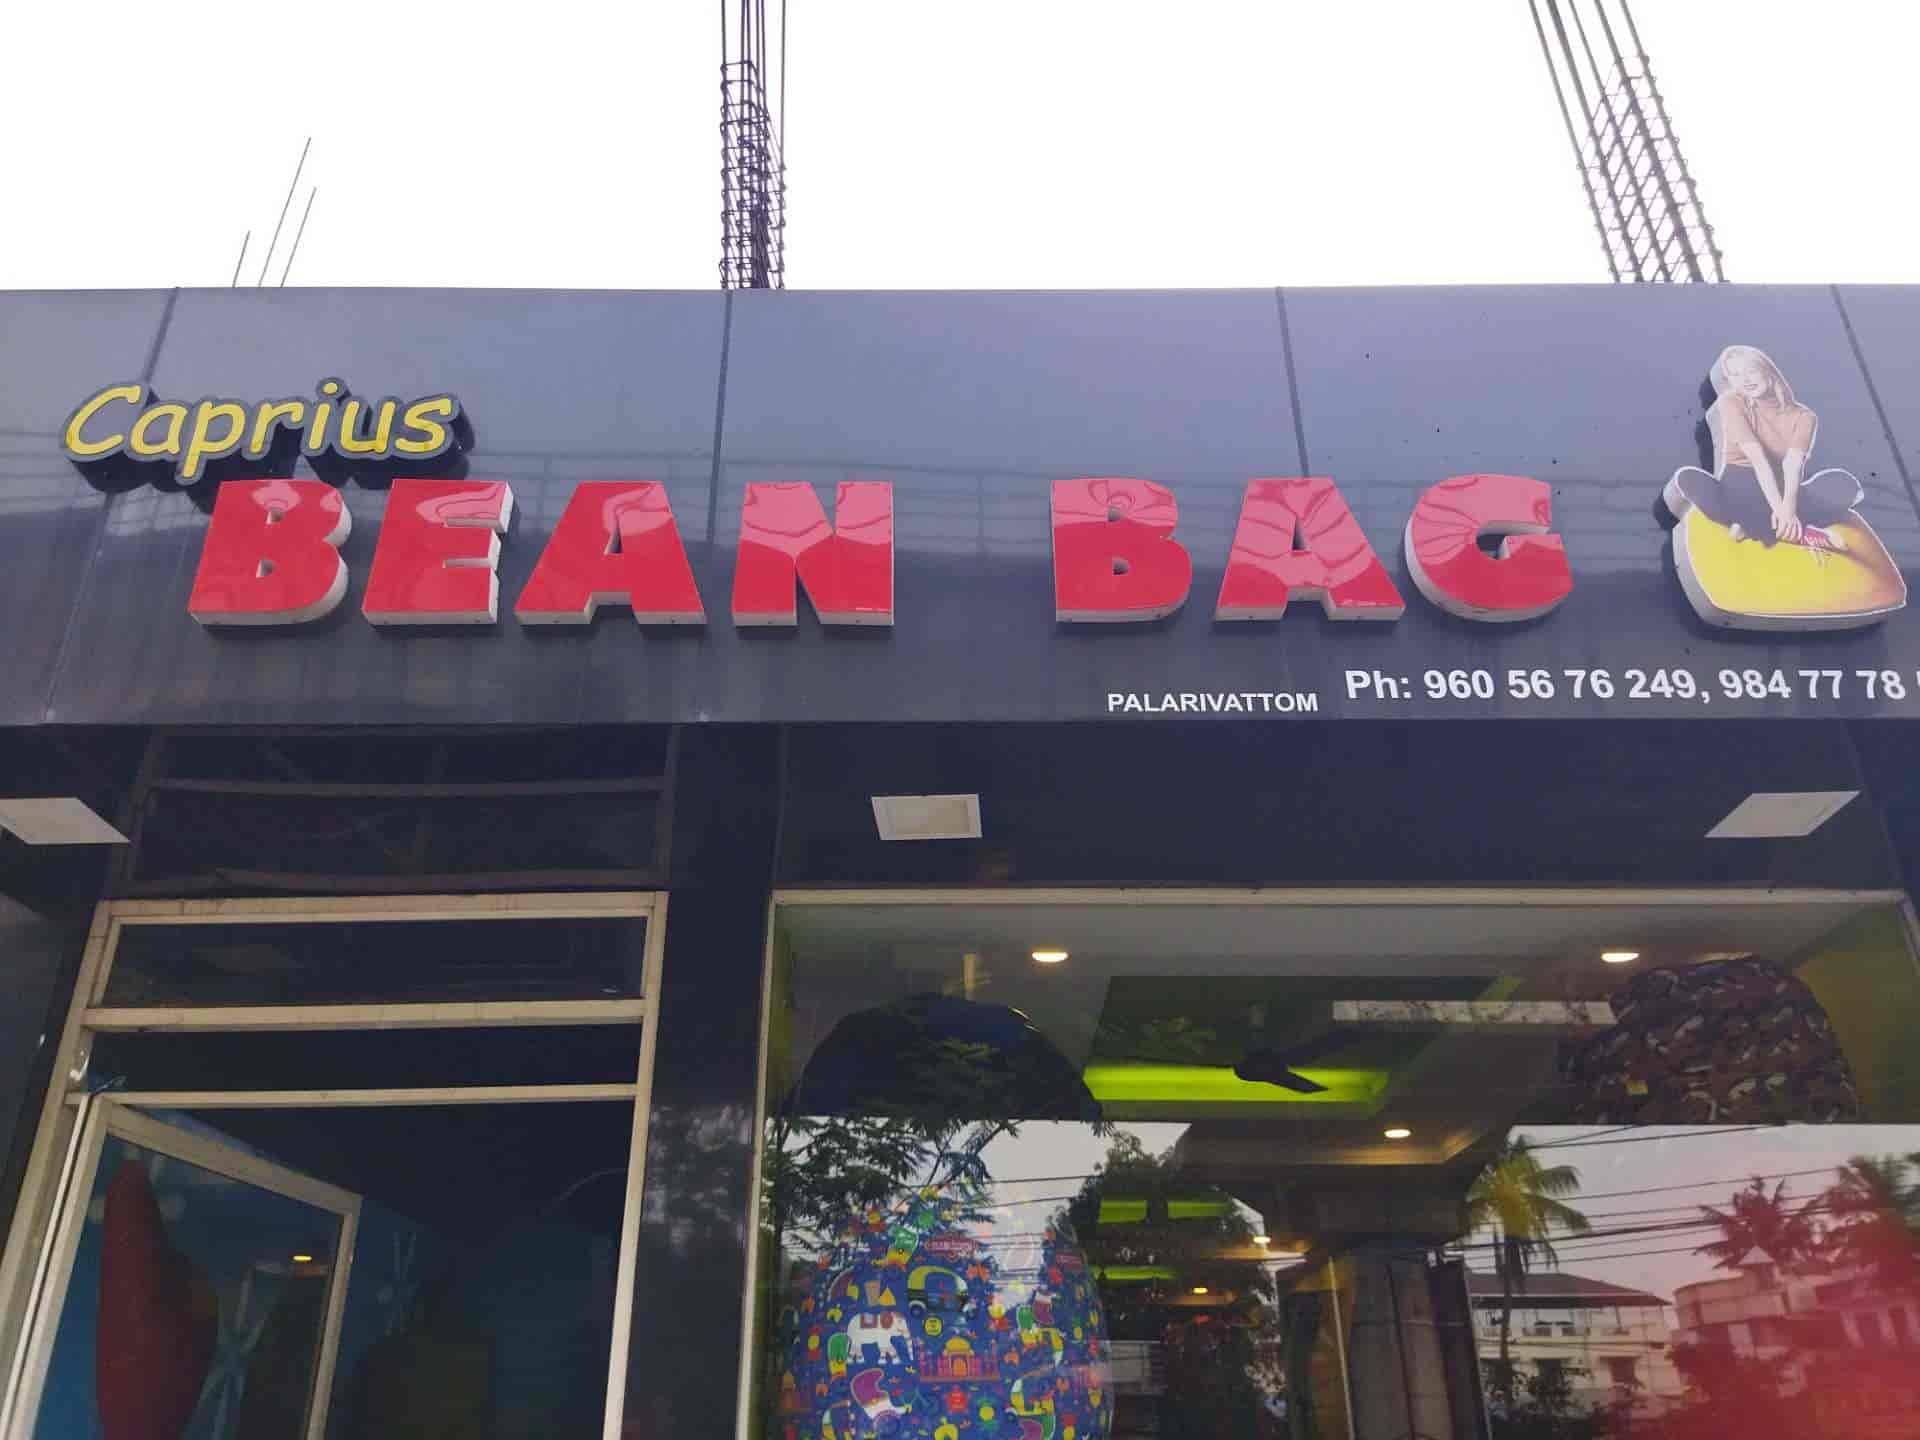 Caprius
BEAN BAG
PALARIVATTOM Ph: 960 56 76 249, 984 77 78